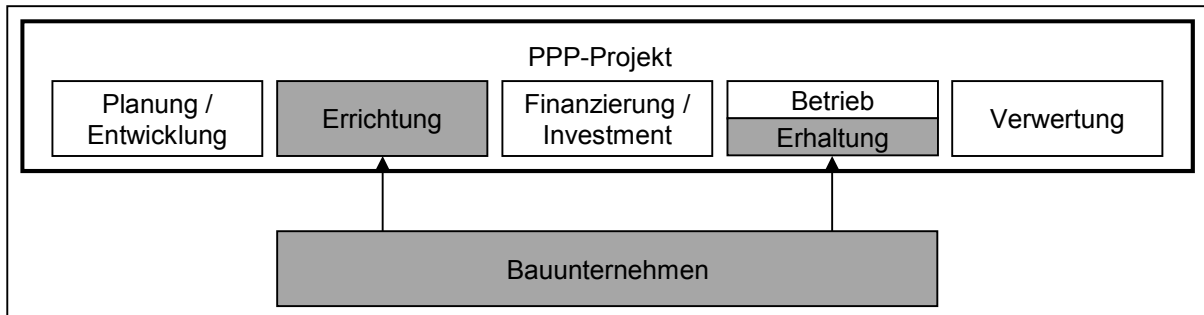 PPP-Projekt
Planung /
Entwicklung
Errichtung
Finanzierung /
Investment
Betrieb
Erhaltung
Verwertung
Bauunternehmen